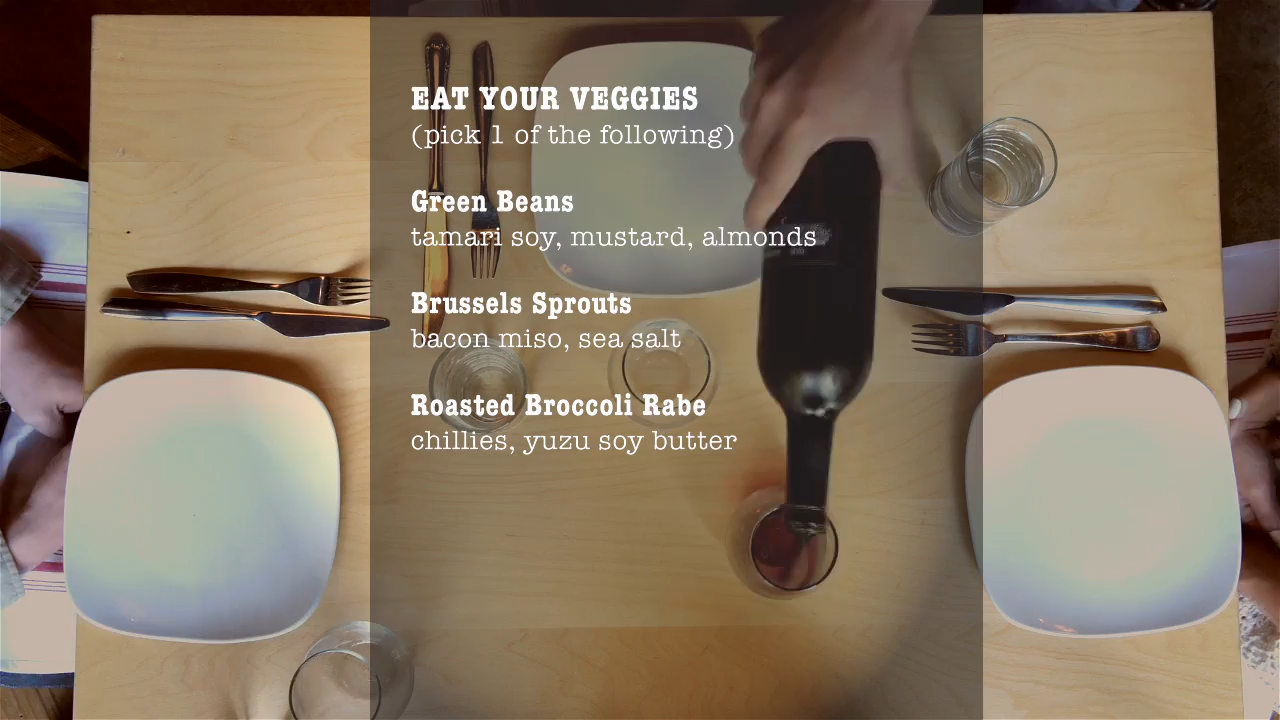 EAT YOUR VEGGIES
(pick 1 of the following)
Green Beans
tamari soy, mustard, almonds
Brussels Sprouts
bacon miso, sea salt
Roasted Broccoli Rabe
chillies, yuzu soy butter